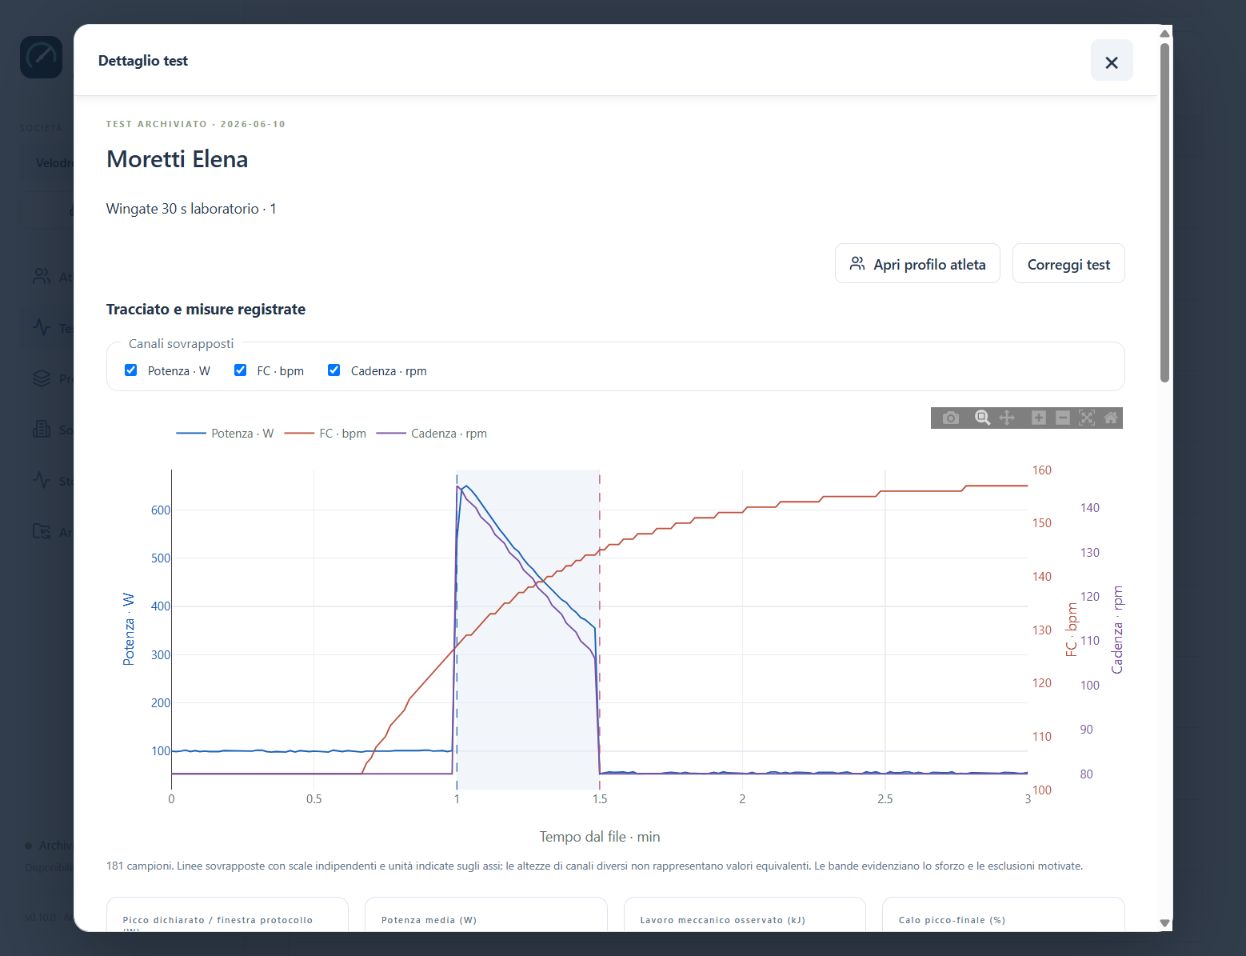 Dettaglio test
TEST ARCHIVIATO · 2026-06-10
Moretti Elena
Wingate 30 s laboratorio · 1
Apri profilo atleta
Correggi test
Tracciato e misure registrate
Canali sovrapposti
Potenza · W
FC · bpm
Cadenza · rpm
Potenza · W
FC · bpm
Cadenza · rpm
600
500
400
300
200
100
Potenza · W
160
150
140
130
120
110
100
FC · bpm
140
130
120
110
100
90
80
Cadenza · rpm
0
0.5
1
1.5
2
2.5
3
Tempo dal file · min
181 campioni. Linee sovrapposte con scale indipendenti e unità indicate sugli assi: le altezze di canali diversi non rappresentano valori equivalenti. Le bande evidenziano lo sforzo e le esclusioni motivate.
Picco dichiarato / finestra protocollo
(W)
Potenza media (W)
Lavoro meccanico osservato (kJ)
Calo picco-finale (%)
SOCIETÀ